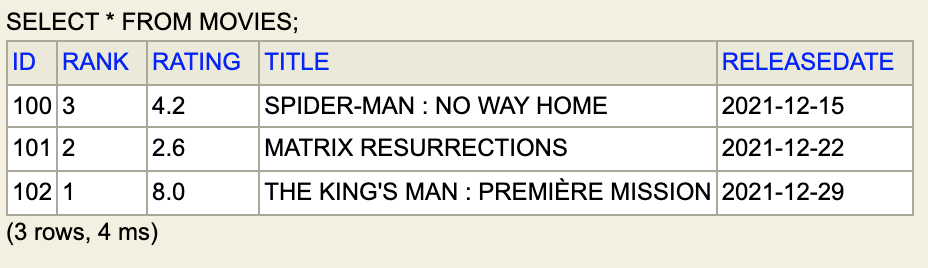 SELECT * FROM MOVIES;
ID RANK RATING TITLE RELEASEDATE
100 3 4.2 SPIDER-MAN : NO WAY HOME 2021-12-15
101 2 2.6 MATRIX RESURRECTIONS 2021-12-22
102 1 8.0 THE KING'S MAN : PREMIÈRE MISSION 2021-12-29
(3 rows, 4 ms)